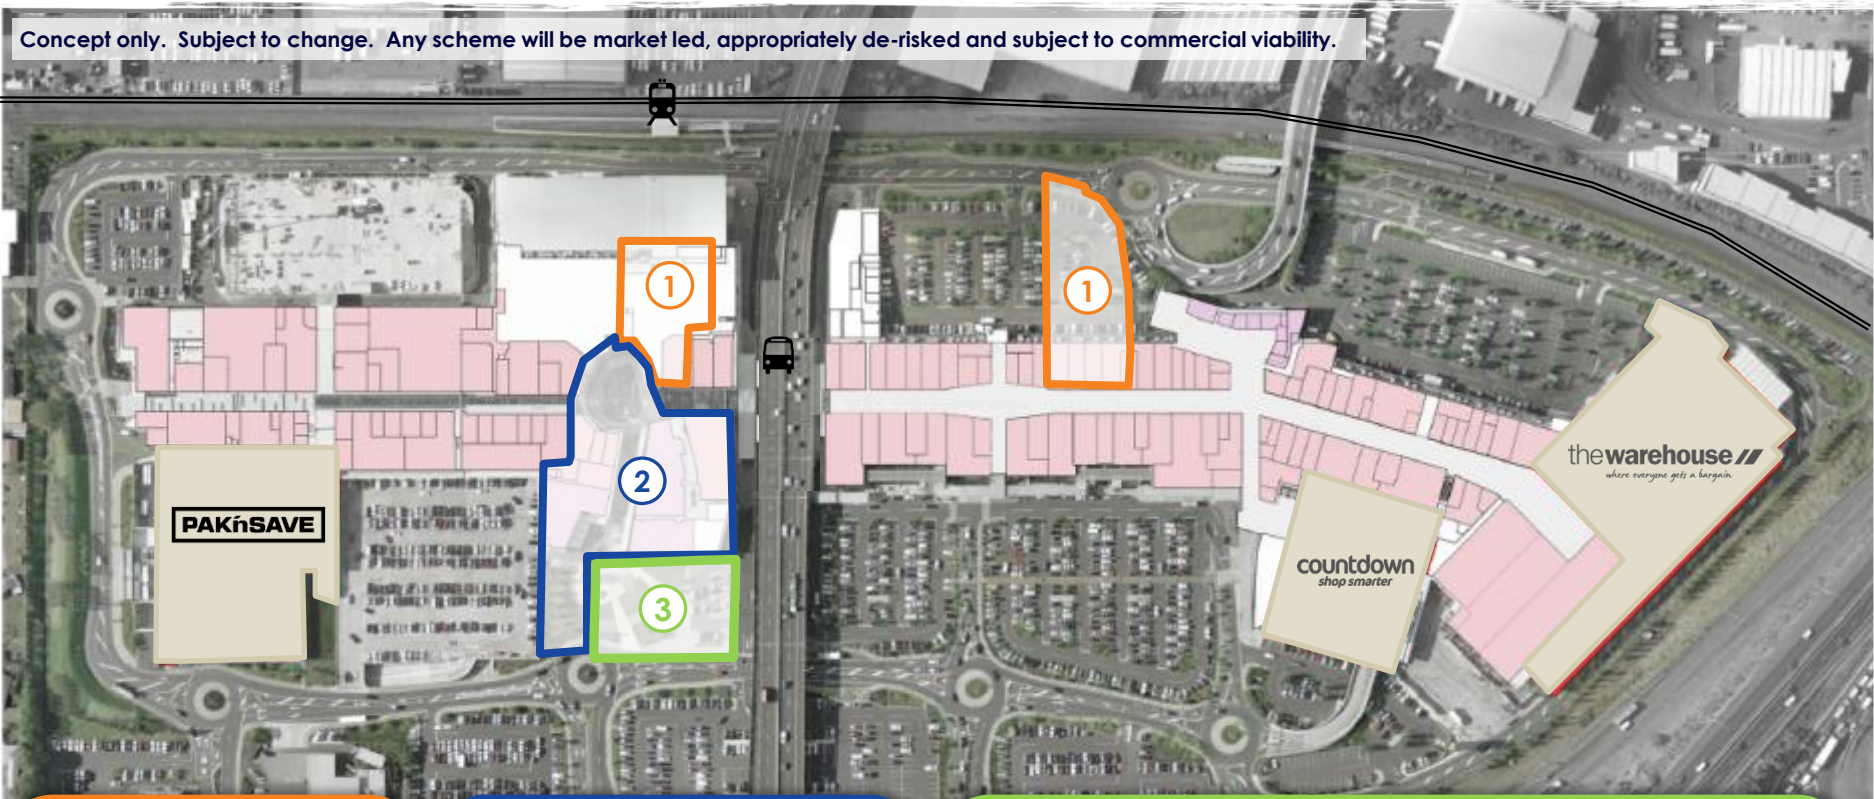 Concept only. Subject to change. Any scheme will be market led, appropriately de-risked and subject to commercial viability.
1
1
2
3
PAK'nSAVE
thewarehouse
where everyone gets a bargain
countdown
shop smarter